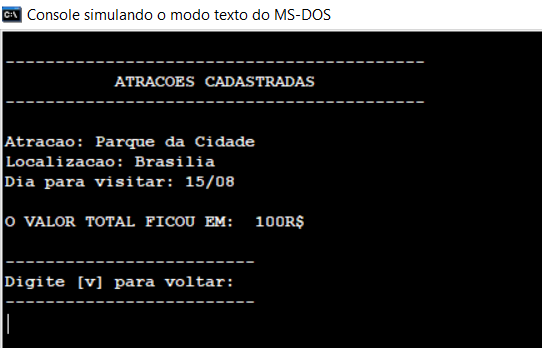 Console simulando o modo texto do MS-DOS
------------------------------------------
ATRACOES CADASTRADAS
------------------------------------------
Atracao: Parque da Cidade
Localizacao: Brasilia
Dia para visitar: 15/08
O VALOR TOTAL FICOU EM:  100R$
-------------------------
Digite [v] para voltar:
-------------------------